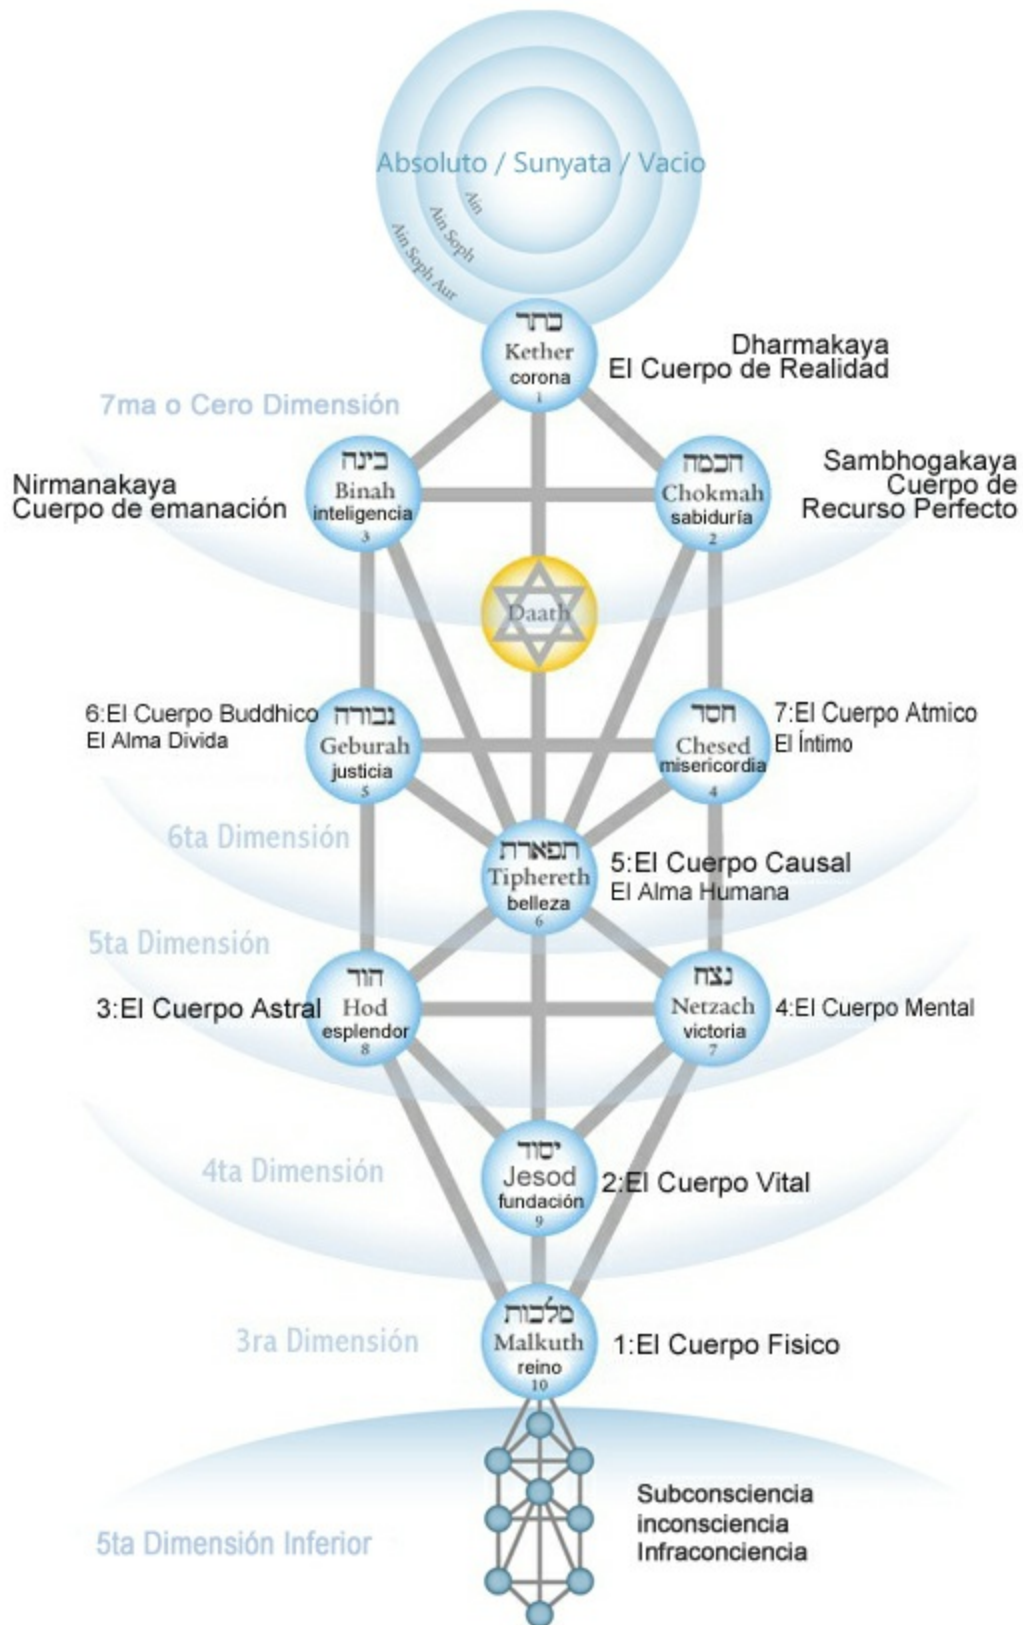 Absoluto / Sunyata / Vacio
Ain
Ain Soph
Ain Soph Aur
כתר
Kether
corona
1
Dharmakaya
El Cuerpo de Realidad
7ma o Cero Dimensión
בינה
Binah
inteligencia
3
Nirmanakaya
Cuerpo de emanación
חכמה
Chokmah
sabiduría
2
Sambhogakaya
Cuerpo de
Recurso Perfecto
Daath
6:El Cuerpo Buddhico
El Alma Divida
גבורה
Geburah
justicia
5
חסד
Chesed
misericordia
4
7:El Cuerpo Atmico
El Íntimo
6ta Dimensión
תפארת
Tiphereth
belleza
6
5:El Cuerpo Causal
El Alma Humana
5ta Dimensión
3:El Cuerpo Astral
הוד
Hod
esplendor
8
נצח
Netzach
victoria
7
4:El Cuerpo Mental
4ta Dimensión
יסוד
Jesod
fundación
9
2:El Cuerpo Vital
3ra Dimensión
מלכות
Malkuth
reino
10
1:El Cuerpo Fisico
5ta Dimensión Inferior
Subconsciencia
inconsciencia
Infraconciencia